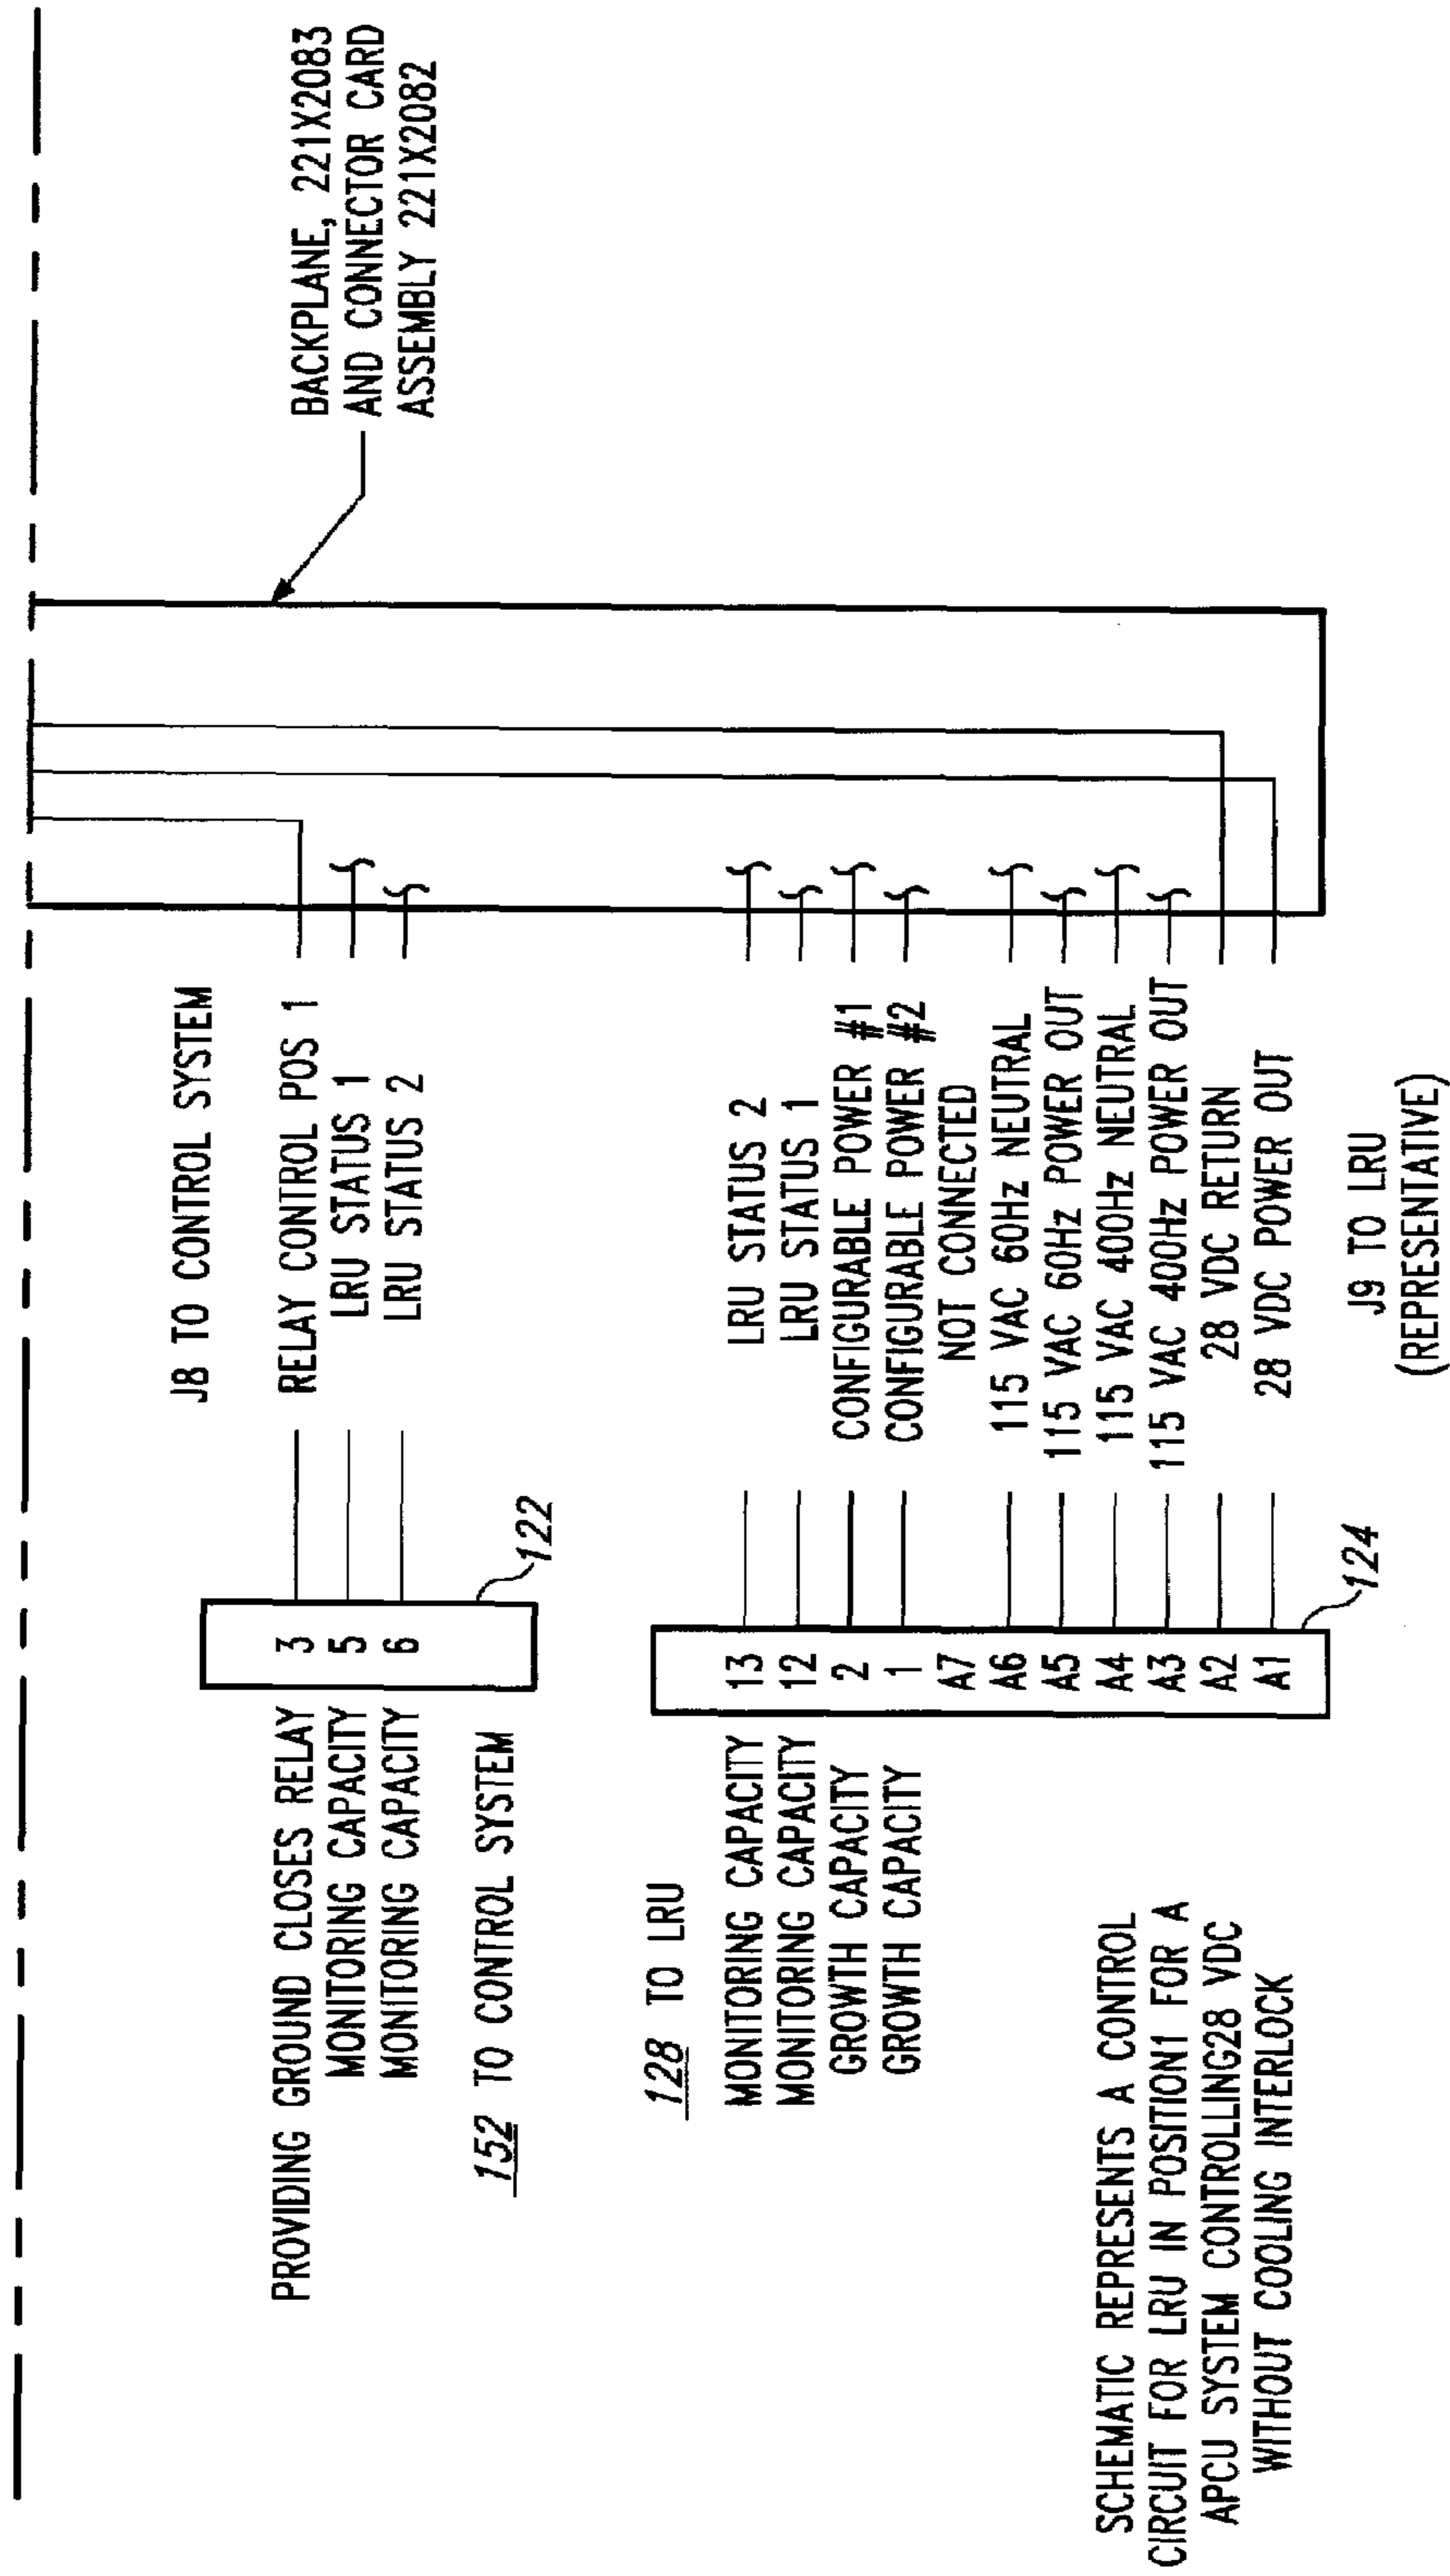 BACKPLANE, 221X2083
AND CONNECTOR CARD
ASSEMBLY 221X2082
J8 TO CONTROL SYSTEM
PROVIDING GROUND CLOSES RELAY 3 RELAY CONTROL POS 1
MONITORING CAPACITY 5 LRU STATUS 1
MONITORING CAPACITY 6 LRU STATUS 2
122
152 TO CONTROL SYSTEM
128 TO LRU
MONITORING CAPACITY 13 LRU STATUS 2
MONITORING CAPACITY 12 LRU STATUS 1
GROWTH CAPACITY 2 CONFIGURABLE POWER #1
GROWTH CAPACITY 1 CONFIGURABLE POWER #2
A7 NOT CONNECTED
A6 115 VAC 60Hz NEUTRAL
A5 115 VAC 60Hz POWER OUT
A4 115 VAC 400Hz NEUTRAL
A3 115 VAC 400Hz POWER OUT
A2 28 VDC RETURN
A1 28 VDC POWER OUT
124
J9 TO LRU
(REPRESENTATIVE)
SCHEMATIC REPRESENTS A CONTROL
CIRCUIT FOR LRU IN POSITION1 FOR A
APCU SYSTEM CONTROLLING28 VDC
WITHOUT COOLING INTERLOCK